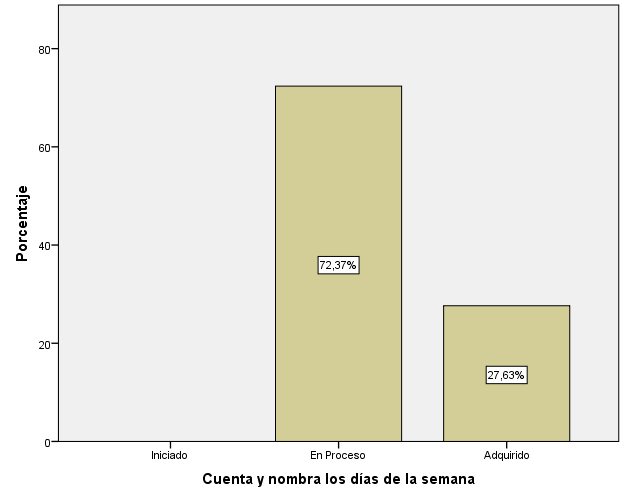 Porcentaje
80
60
40
20
0
72,37%
27,63%
Iniciado
En Proceso
Adquirido
Cuenta y nombra los días de la semana